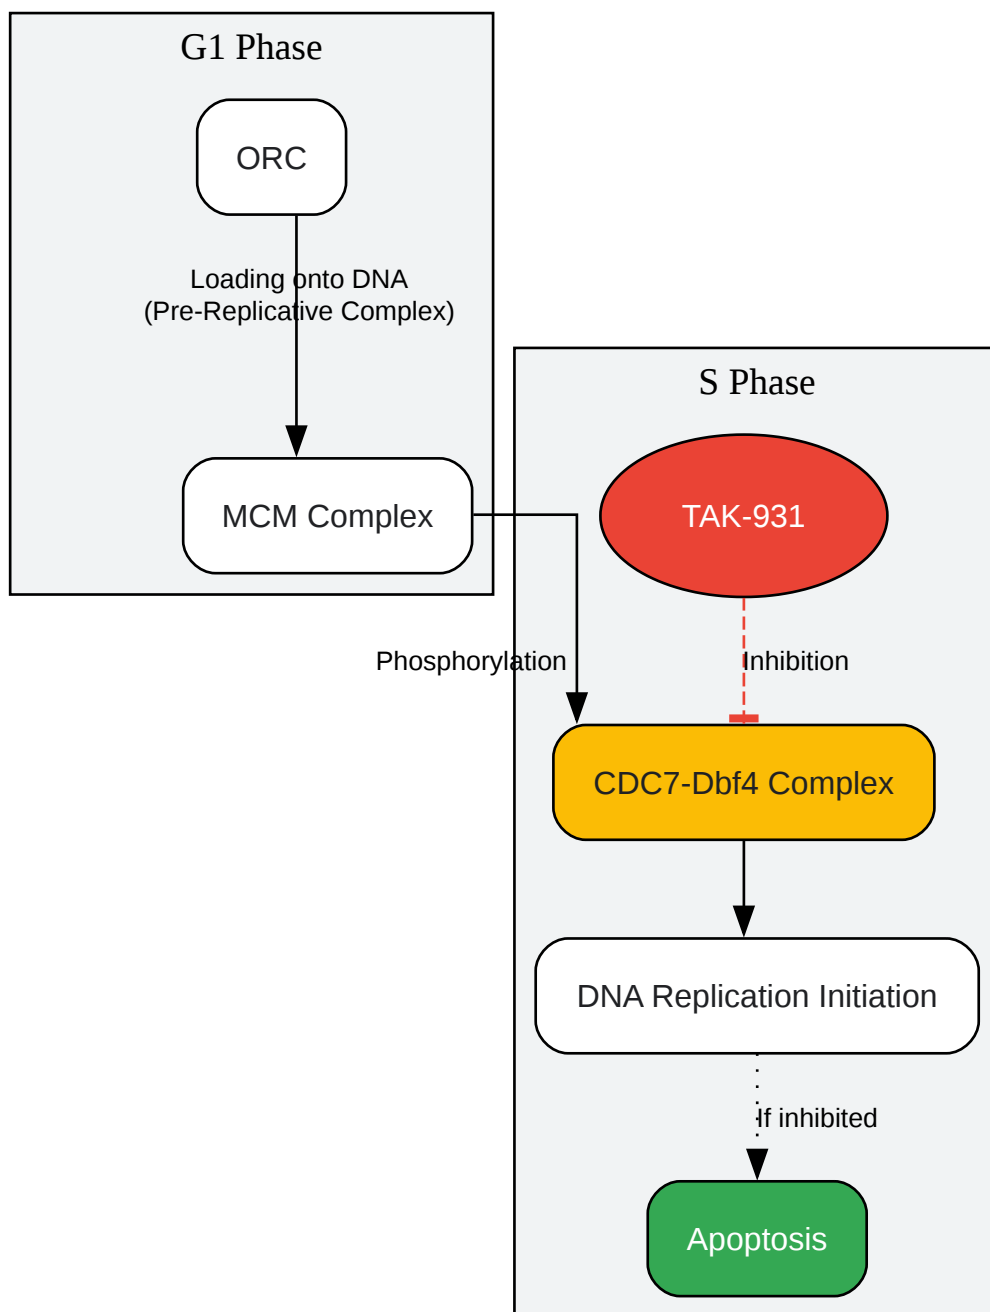 G1 Phase
ORC
Loading onto DNA
(Pre-Replicative Complex)
MCM Complex
S Phase
TAK-931
Phosphorylation
Inhibition
CDC7-Dbf4 Complex
DNA Replication Initiation
If inhibited
Apoptosis